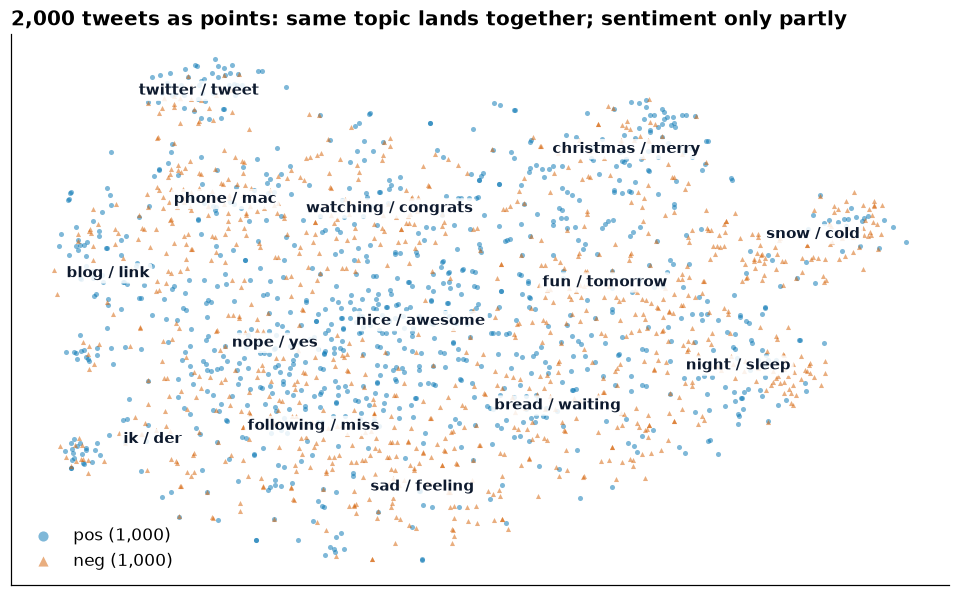 2,000 tweets as points: same topic lands together; sentiment only partly
twitter / tweet
christmas / merry
phone / mac
watching / congrats
snow / cold
blog / link
fun / tomorrow
nice / awesome
nope / yes
night / sleep
bread / waiting
following / miss
ik / der
sad / feeling
pos (1,000)
neg (1,000)